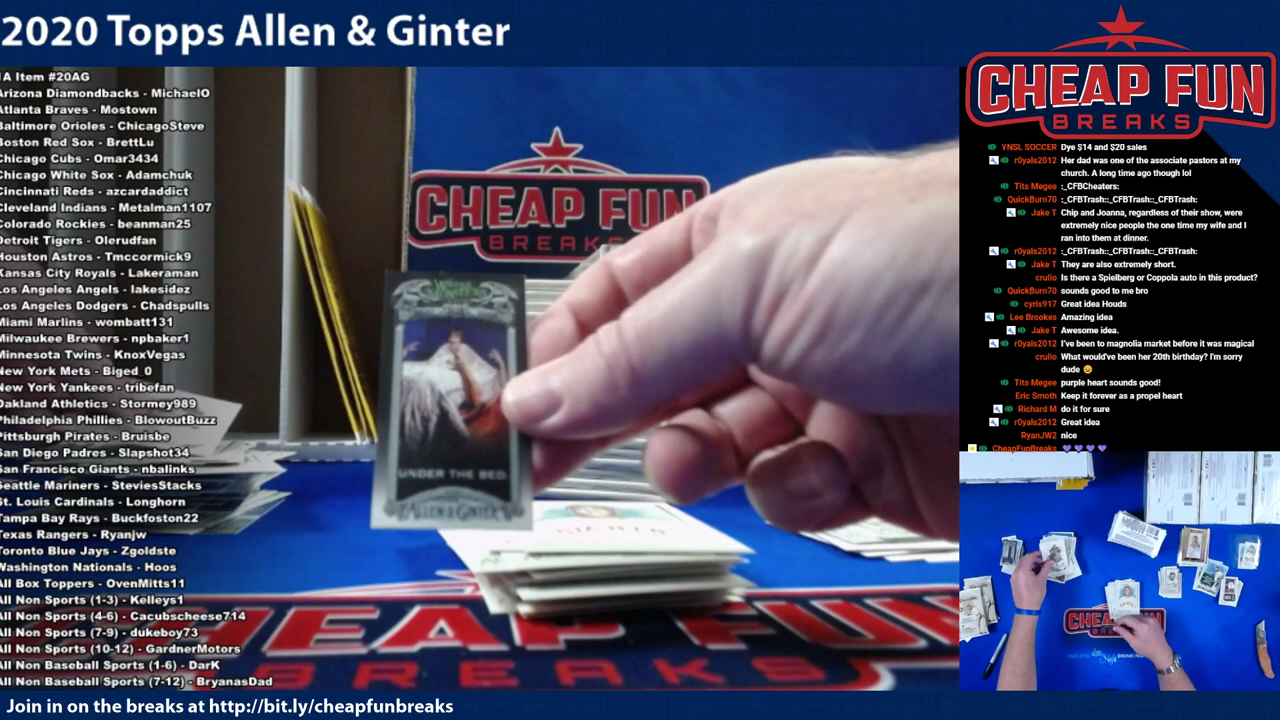 2020 Topps Allen & Ginter
1A Item #20AG
Arizona Diamondbacks - MichaelO
Atlanta Braves - Mostown
Baltimore Orioles - ChicagoSteve
Boston Red Sox - BrettLu
Chicago Cubs - Omar3434
Chicago White Sox - Adamchuk
Cincinnati Reds - azcardaddict
Cleveland Indians - Metalman1107
Colorado Rockies - beanman25
Detroit Tigers - Olerudfan
Houston Astros - Tmccormick9
Kansas City Royals - Lakeraman
Los Angeles Angels - lakesidez
Los Angeles Dodgers - Chadspulls
Miami Marlins - wombatt131
Milwaukee Brewers - npbaker1
Minnesota Twins - KnoxVegas
New York Mets - Biged_0
New York Yankees - tribefan
Oakland Athletics - Stormey989
Philadelphia Phillies - BlowoutBuzz
Pittsburgh Pirates - Bruisbe
San Diego Padres - Slapshot34
San Francisco Giants - nbalinks
Seattle Mariners - SteviesStacks
St. Louis Cardinals - Longhorn
Tampa Bay Rays - Buckfoston22
Texas Rangers - Ryanjw
Toronto Blue Jays - Zgoldste
Washington Nationals - Hoos
All Box Toppers - OvenMitts11
All Non Sports (1-3) - Kelleys1
All Non Sports (4-6) - Cacubscheese714
All Non Sports (7-9) - dukeboy73
All Non Sports (10-12) - GardnerMotors
All Non Baseball Sports (1-6) - DarK
All Non Baseball Sports (7-12) - BryanasDad
CHEAP FUN
BREAKS
UNDER THE BED
ALLEN & GINTER
HEAP FU
BREAKS
CHEAP FUN
BREAKS
YNSL SOCCER Dye $14 and $20 sales
r0yals2012 Her dad was one of the associate pastors at my
church. A long time ago though lol
Tits Megee :_CFBCheaters:
QuickBurn70 :_CFBTrash::_CFBTrash::_CFBTrash:
Jake T Chip and Joanna, regardless of their show, were
extremely nice people the one time my wife and I
ran into them at dinner.
r0yals2012 :_CFBTrash::_CFBTrash::_CFBTrash:
Jake T They are also extremely short.
crulio Is there a Spielberg or Coppola auto in this product?
QuickBurn70 sounds good to me bro
cyris917 Great idea Houds
Lee Brookes Amazing idea
Jake T Awesome idea.
r0yals2012 I've been to magnolia market before it was magical
crulio What would've been her 20th birthday? I'm sorry
dude
Tits Megee purple heart sounds good!
Eric Smoth Keep it forever as a propel heart
Richard M do it for sure
r0yals2012 Great idea
RyanJW2 nice
CheapFunBreaks
CHEAP FUN
BREAKS
Join in on the breaks at http://bit.ly/cheapfunbreaks